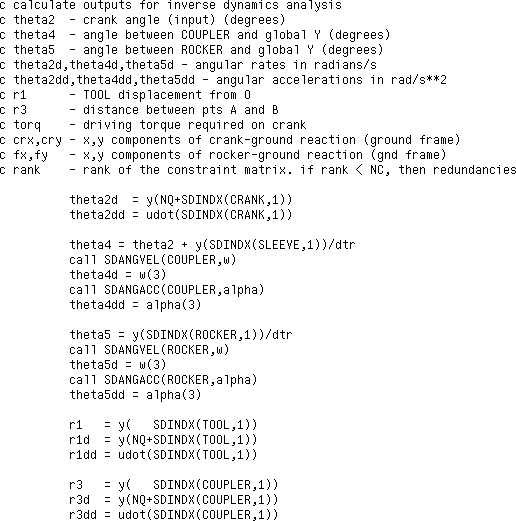 c calculate outputs for inverse dynamics analysis
c theta2  - crank angle (input) (degrees)
c theta4  - angle between COUPLER and global Y (degrees)
c theta5  - angle between ROCKER and global Y (degrees)
c theta2d,theta4d,theta5d - angular rates in radians/s
c theta2dd,theta4dd,theta5dd - angular accelerations in rad/s**2
c r1      - TOOL displacement from O
c r3      - distance between pts A and B
c torq    - driving torque required on crank
c crx,cry - x,y components of crank-ground reaction (ground frame)
c fx,fy   - x,y components of rocker-ground reaction (gnd frame)
c rank    - rank of the constraint matrix. if rank < NC, then redundancies
theta2d  = y(NQ+SDINDX(CRANK,1))
theta2dd = udot(SDINDX(CRANK,1))
theta4 = theta2 + y(SDINDX(SLEEVE,1))/dtr
call SDANGVEL(COUPLER,w)
theta4d = w(3)
call SDANGACC(COUPLER,alpha)
theta4dd = alpha(3)
theta5 = y(SDINDX(ROCKER,1))/dtr
call SDANGVEL(ROCKER,w)
theta5d = w(3)
call SDANGACC(ROCKER,alpha)
theta5dd = alpha(3)
r1   = y(   SDINDX(TOOL,1))
r1d  = y(NQ+SDINDX(TOOL,1))
r1dd = udot(SDINDX(TOOL,1))
r3   = y(   SDINDX(COUPLER,1))
r3d  = y(NQ+SDINDX(COUPLER,1))
r3dd = udot(SDINDX(COUPLER,1))